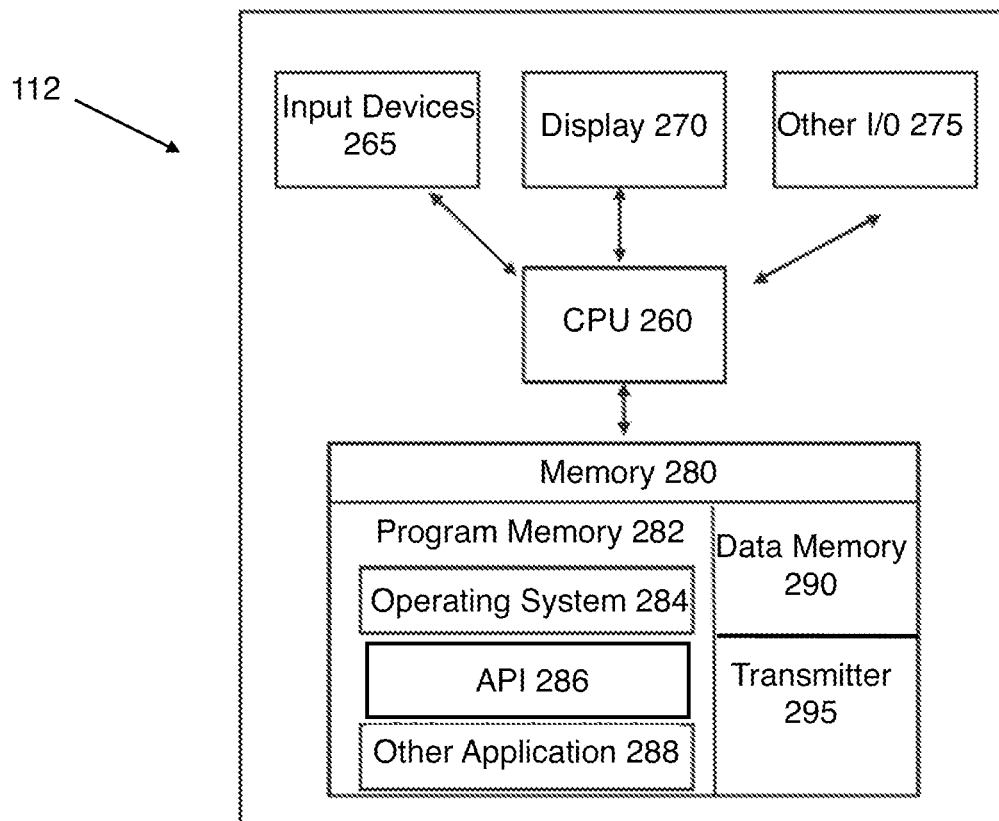 112
Input Devices
265
Display 270
Other I/0 275
CPU 260
Memory 280
Program Memory 282
Operating System 284
API 286
Other Application 288
Data Memory
290
Transmitter
295